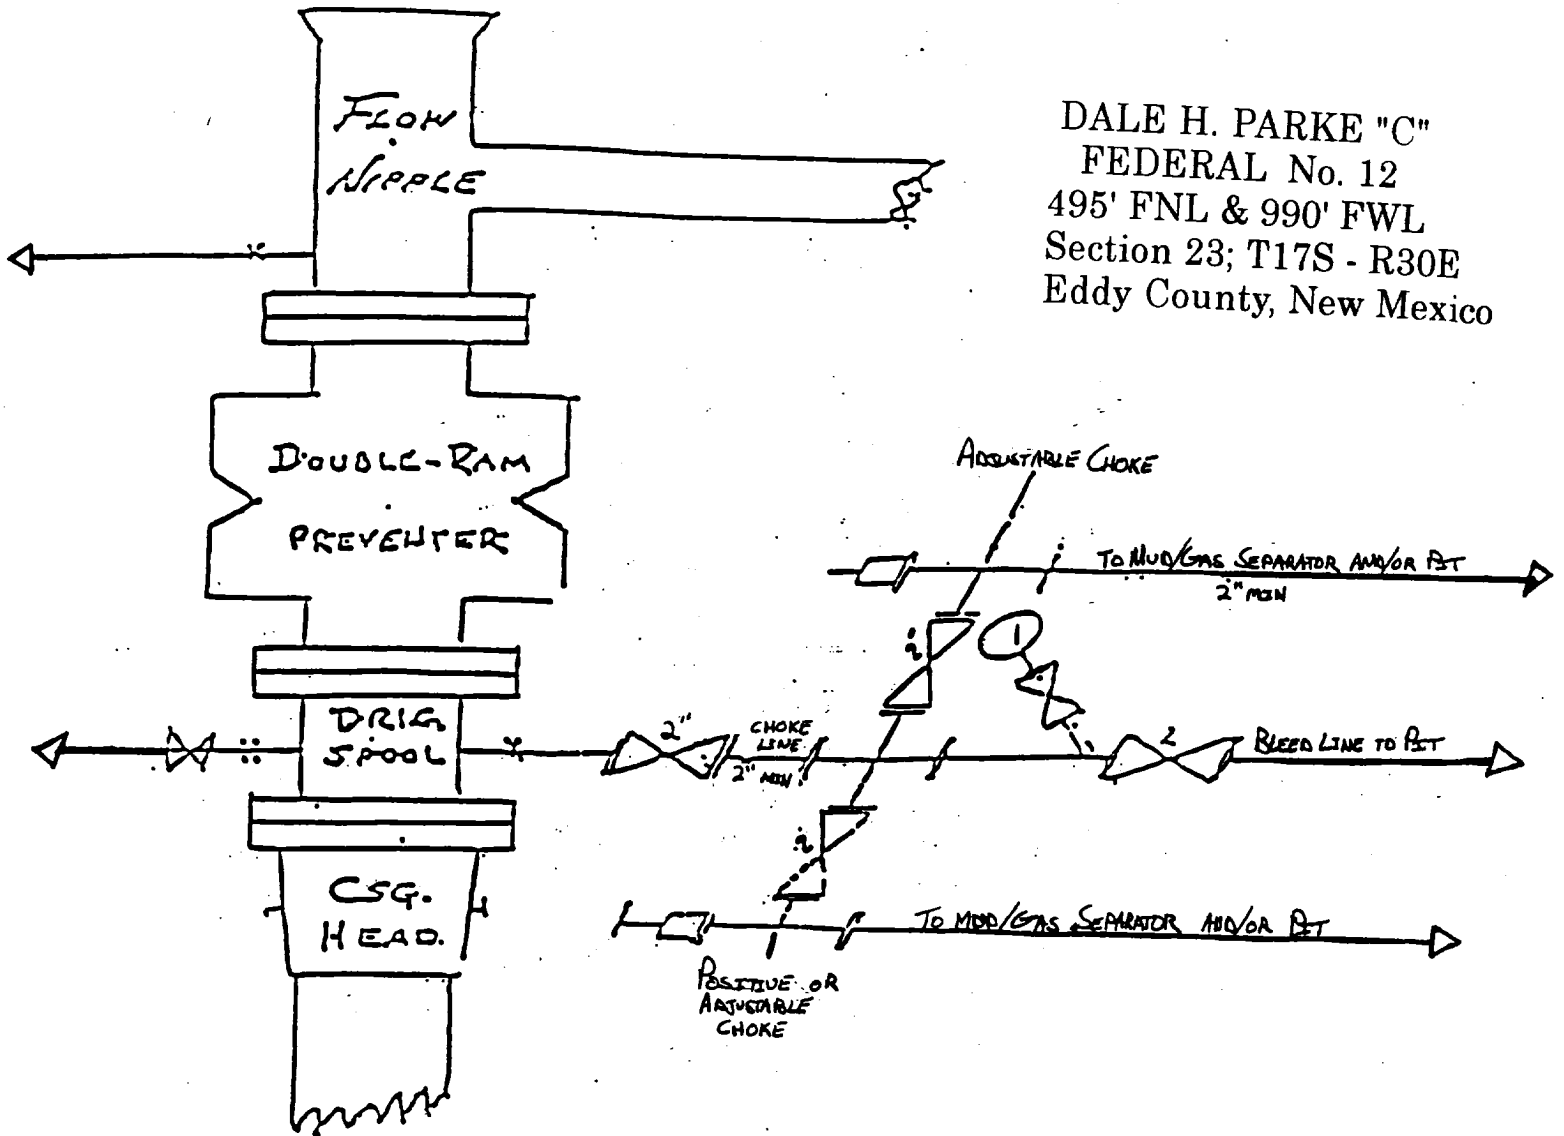 DALE H. PARKE "C"
FEDERAL No. 12
495' FNL & 990' FWL
Section 23; T17S - R30E
Eddy County, New Mexico
FLOW
NIPPLE
DOUBLE-RAM
PREVENTER
ADJUSTABLE CHOKE
TO MUD/GAS SEPARATOR AND/OR PIT
2" MIN
1
2
DRLG
SPOOL
2"
CHOKE
LINE
2" MIN
2
BLEED LINE TO PIT
2
CSG.
HEAD.
TO MUD/GAS SEPARATOR AND/OR PIT
POSITIVE OR
ADJUSTABLE
CHOKE